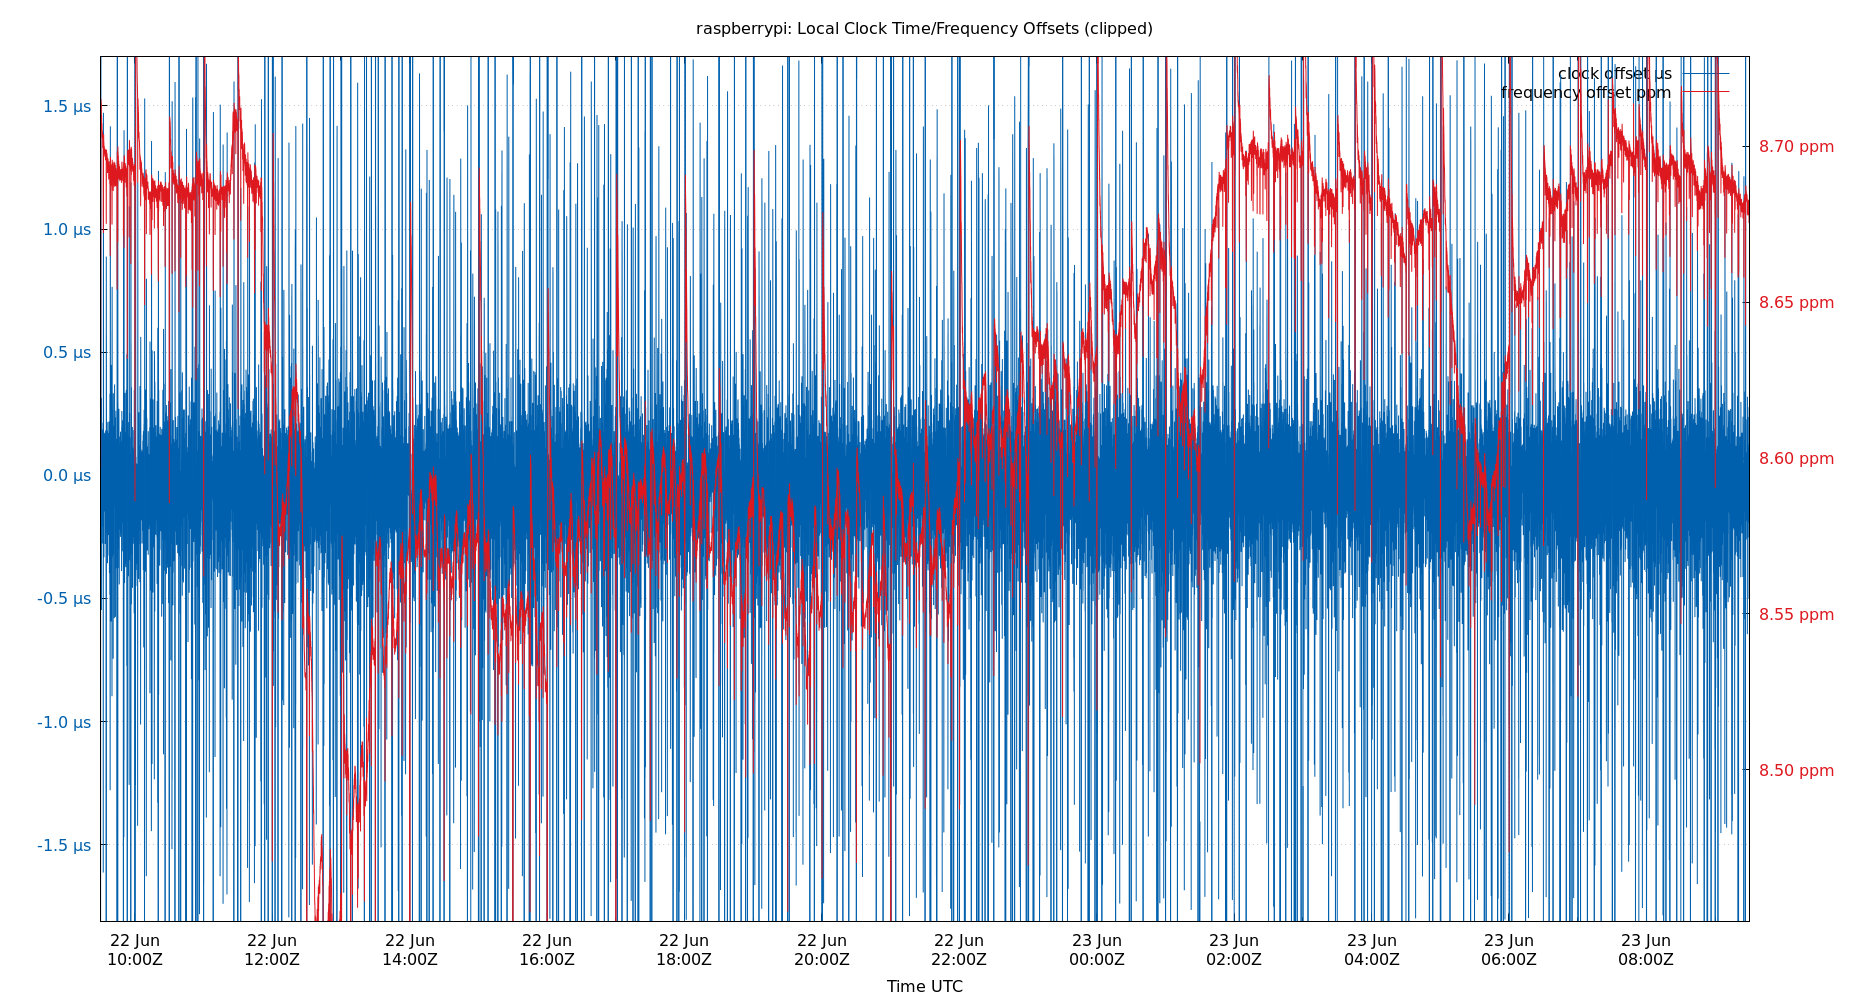 raspberrypi: Local Clock Time/Frequency Offsets (clipped)
clock offset µs
frequency offset ppm
1.5 µs
1.0 µs
0.5 µs
0.0 µs
-0.5 µs
-1.0 µs
-1.5 µs
8.70 ppm
8.65 ppm
8.60 ppm
8.55 ppm
8.50 ppm
22 Jun 22 Jun 22 Jun 22 Jun 22 Jun 22 Jun 22 Jun 23 Jun 23 Jun 23 Jun 23 Jun 23 Jun
10:00Z 12:00Z 14:00Z 16:00Z 18:00Z 20:00Z 22:00Z 00:00Z 02:00Z 04:00Z 06:00Z 08:00Z
Time UTC